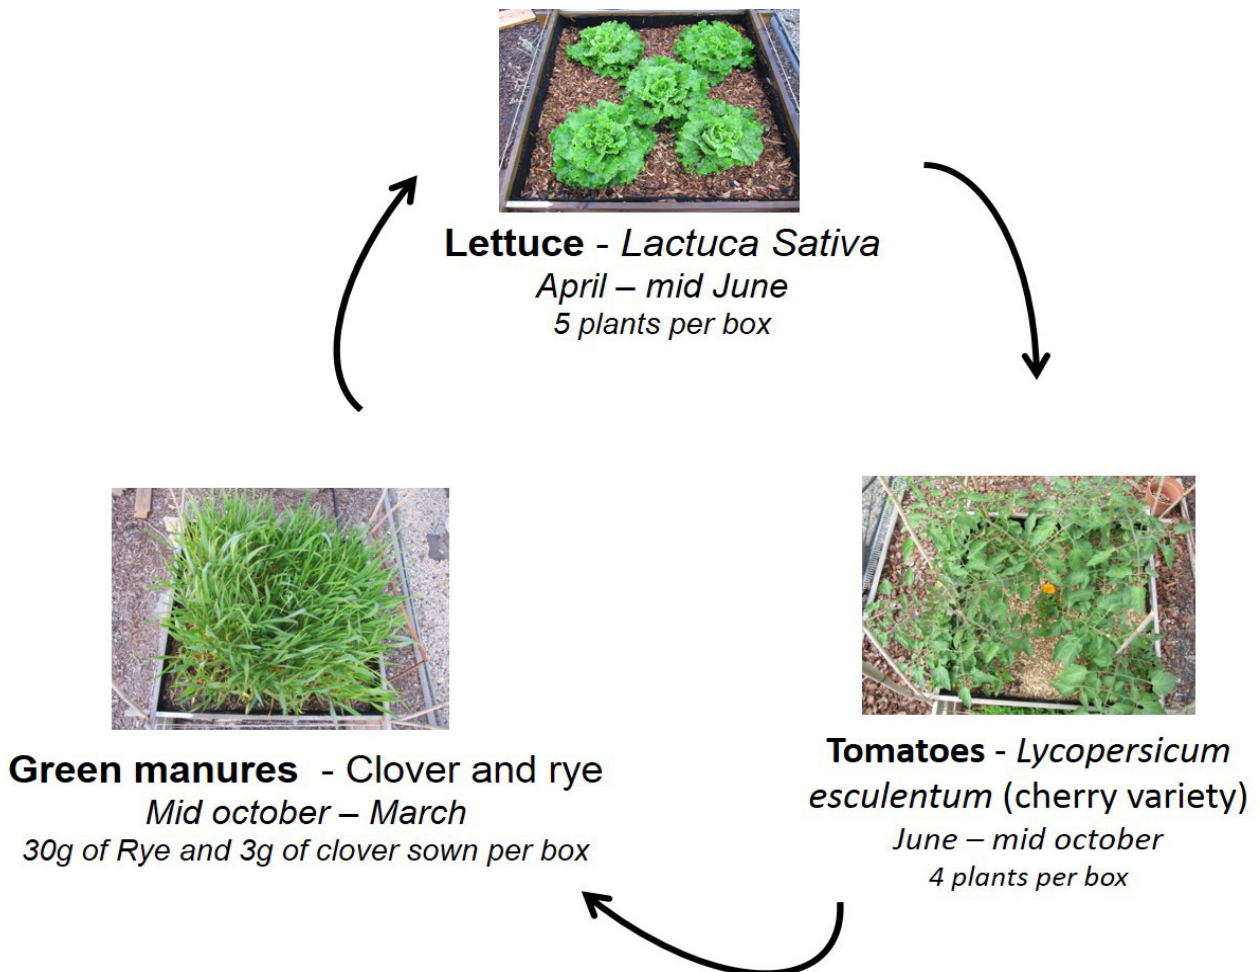 Lettuce - Lactuca Sativa
April – mid June
5 plants per box
Green manures - Clover and rye
Mid october – March
30g of Rye and 3g of clover sown per box
Tomatoes - Lycopersicum
esculentum (cherry variety)
June – mid october
4 plants per box